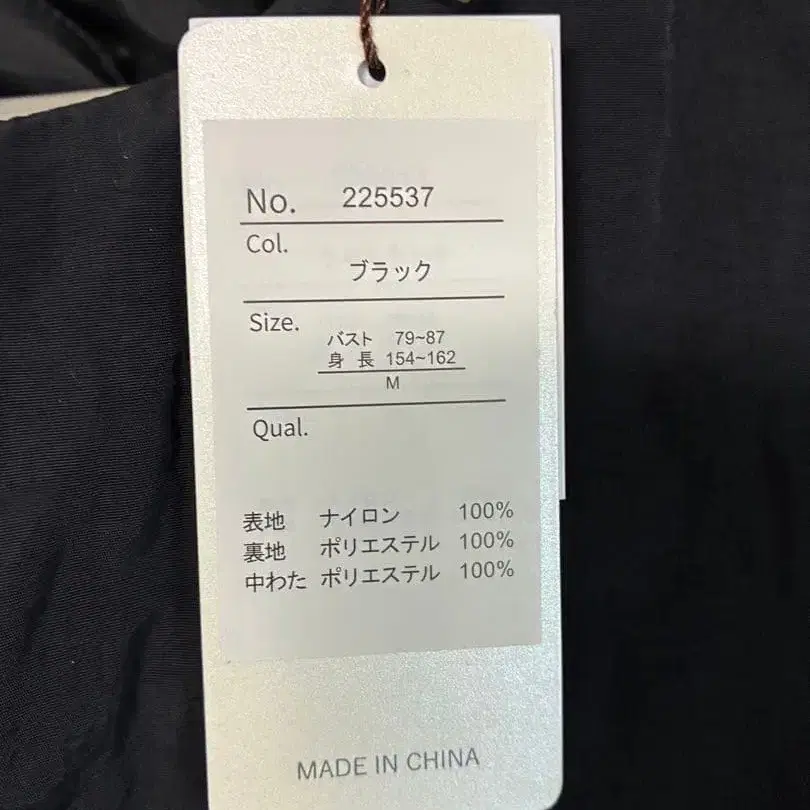 No. 225537
Col.
ブラック
Size.
バスト 79~87
身 長 154~162
M
Qual.
表地 ナイロン 100%
裏地 ポリエステル 100%
中わた ポリエステル 100%
MADE IN CHINA